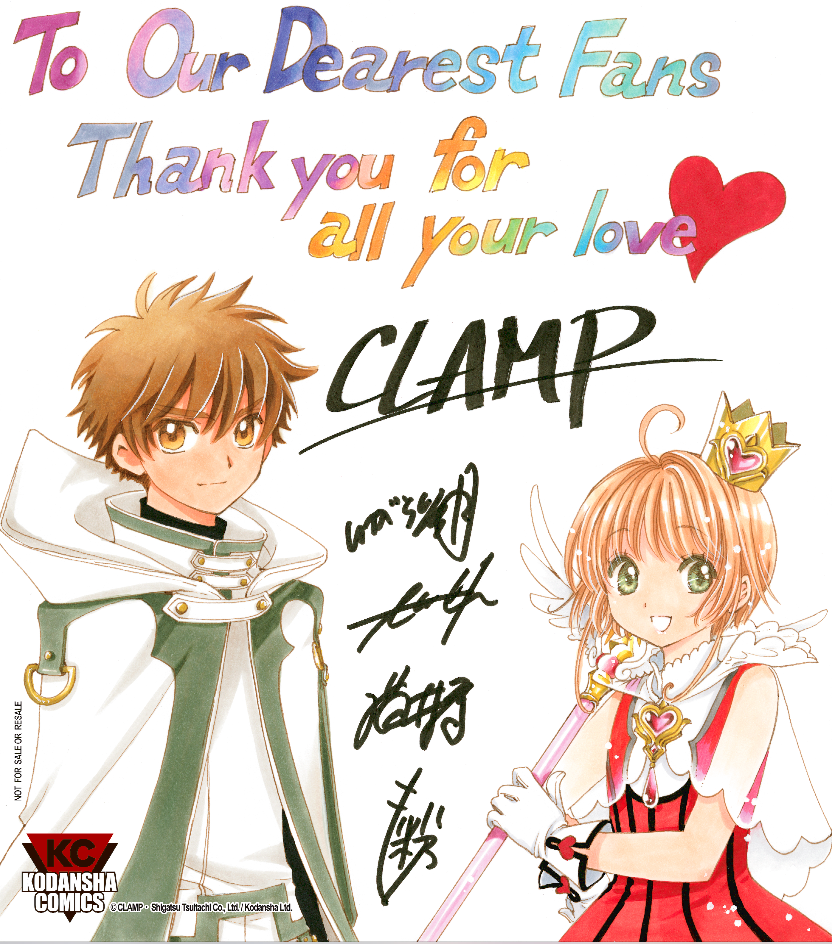 To Our Dearest Fans
Thank you for
all your love
CLAMP
NOT FOR SALE OR RESALE
KC
KODANSHA
COMICS
©CLAMP・Shigatsu Tsuitachi Co., Ltd. / Kodansha Ltd.